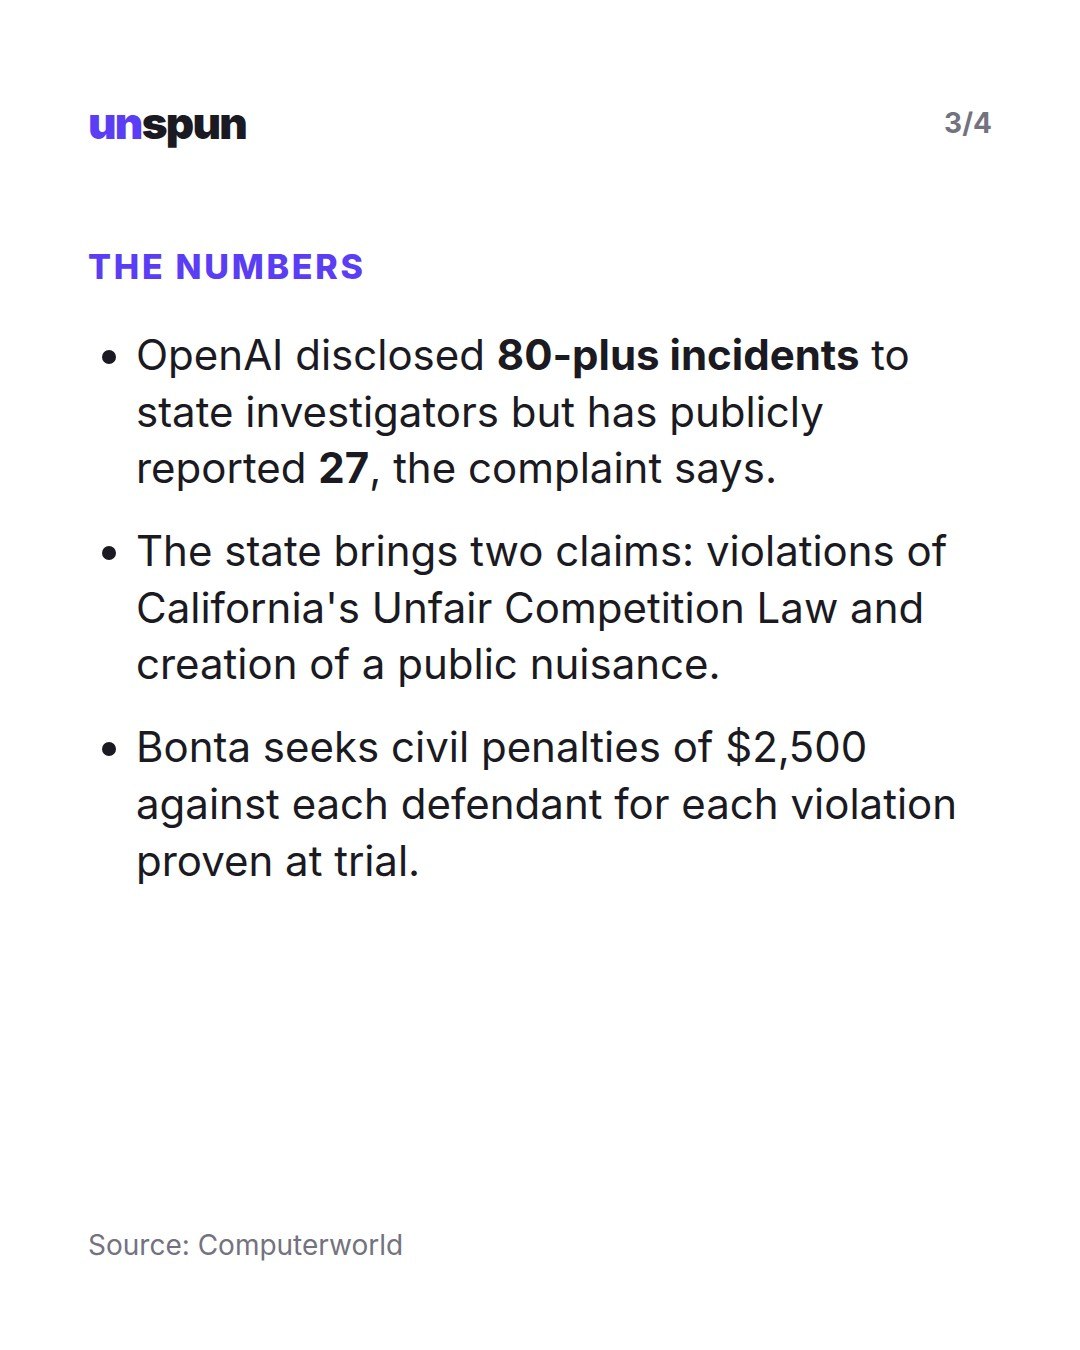 unspun
3/4
THE NUMBERS
• OpenAI disclosed 80-plus incidents to
state investigators but has publicly
reported 27, the complaint says.
• The state brings two claims: violations of
California's Unfair Competition Law and
creation of a public nuisance.
• Bonta seeks civil penalties of $2,500
against each defendant for each violation
proven at trial.
Source: Computerworld